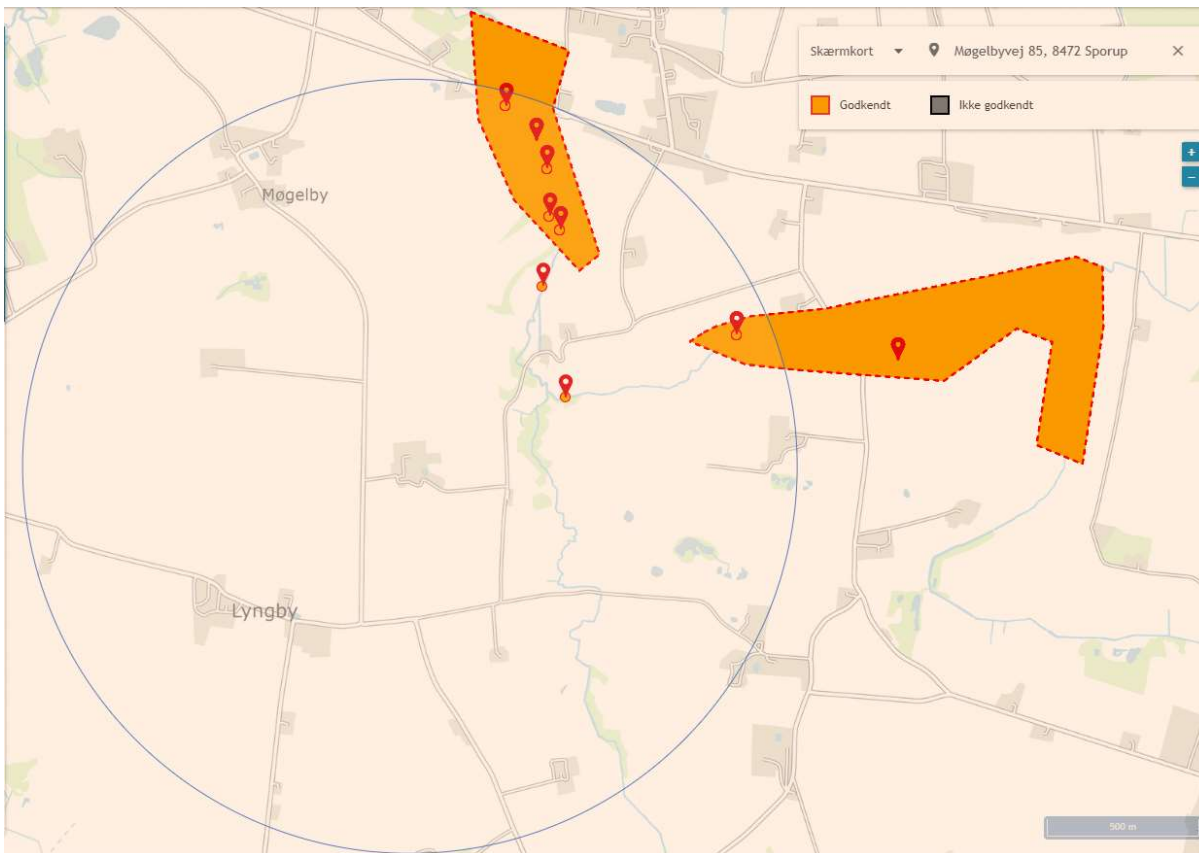 Skærmkort
Møgelbyvej 85, 8472 Sporup
×
Godkendt
Ikke godkendt
+
−
Møgelby
Lyngby
500 m